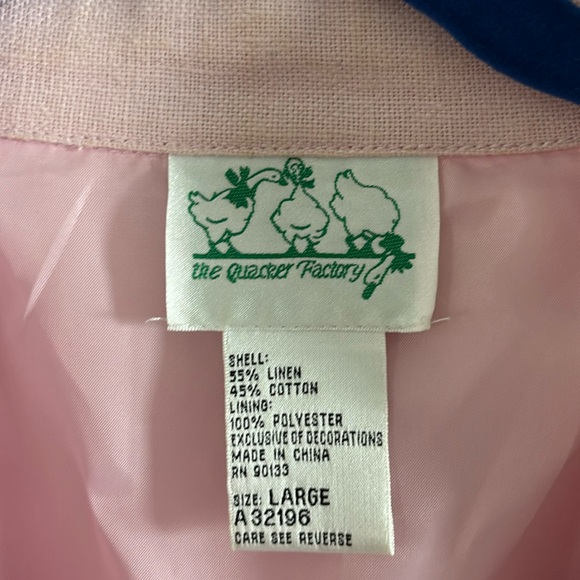 the Quacker Factory
SHELL:
55% LINEN
45% COTTON
LINING:
100% POLYESTER
EXCLUSIVE OF DECORATIONS
MADE IN CHINA
RN 90133
SIZE: LARGE
A32196
CARE SEE REVERSE